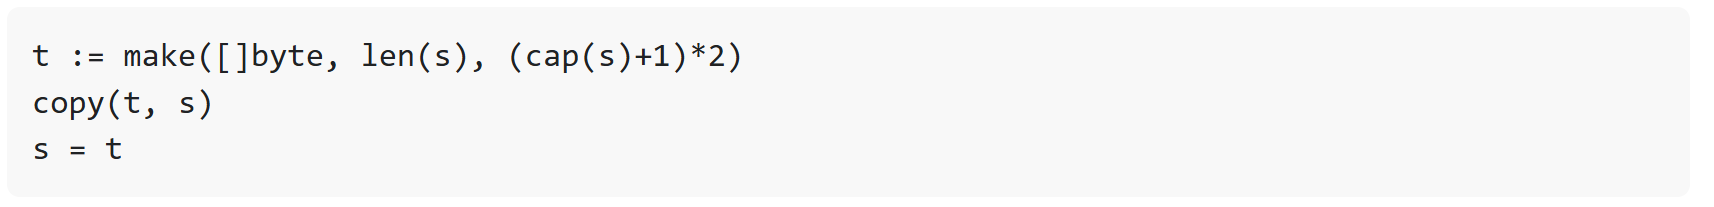 t := make([]byte, len(s), (cap(s)+1)*2)
copy(t, s)
s = t